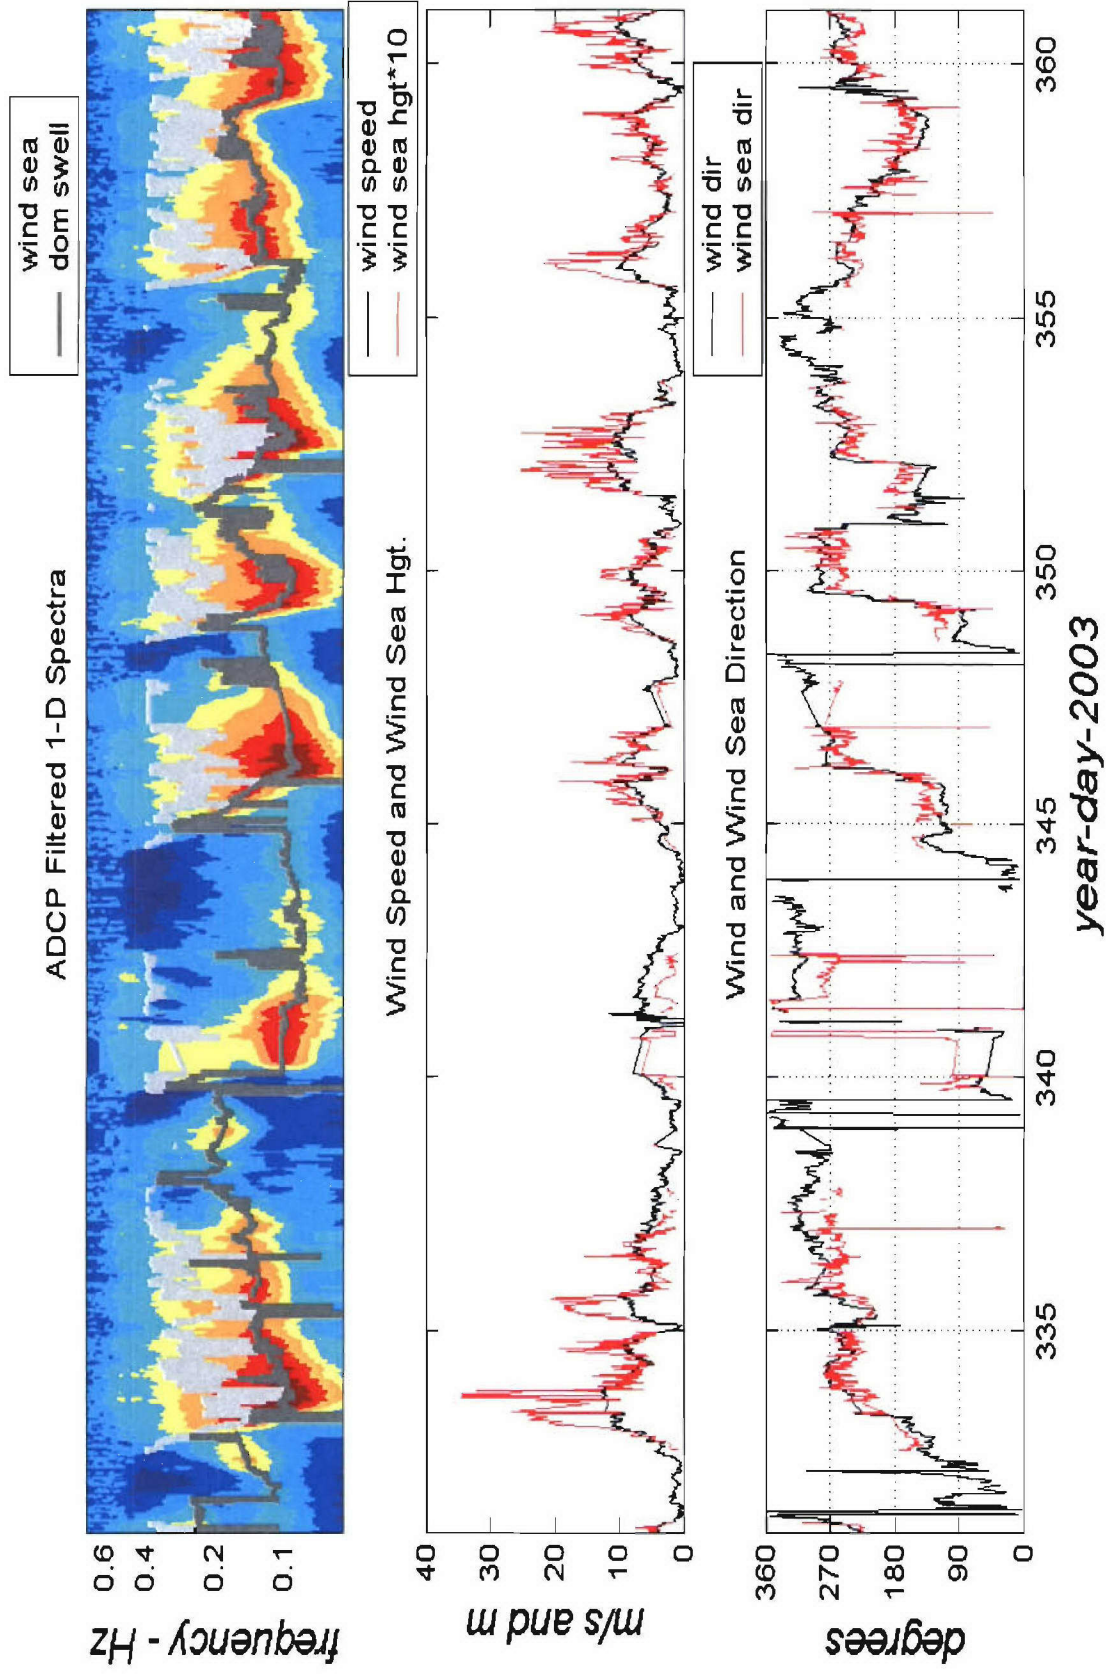 ADCP Filtered 1-D Spectra
wind sea
dom swell
frequency - Hz
0.6
0.4
0.2
0.1
Wind Speed and Wind Sea Hgt.
wind speed
wind sea hgt*10
m/s and m
40
30
20
10
0
Wind and Wind Sea Direction
wind dir
wind sea dir
degrees
360
270
180
90
0
335
340
345
350
355
360
year-day-2003